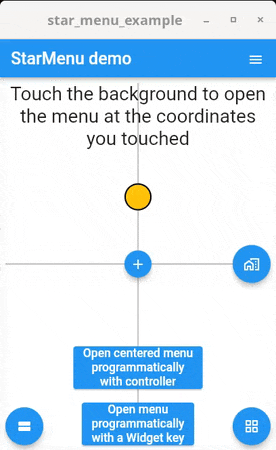 star_menu_example
StarMenu demo
Touch the background to open
the menu at the coordinates
you touched
Open centered menu
programmatically
with controller
Open menu
programmatically
with a Widget key